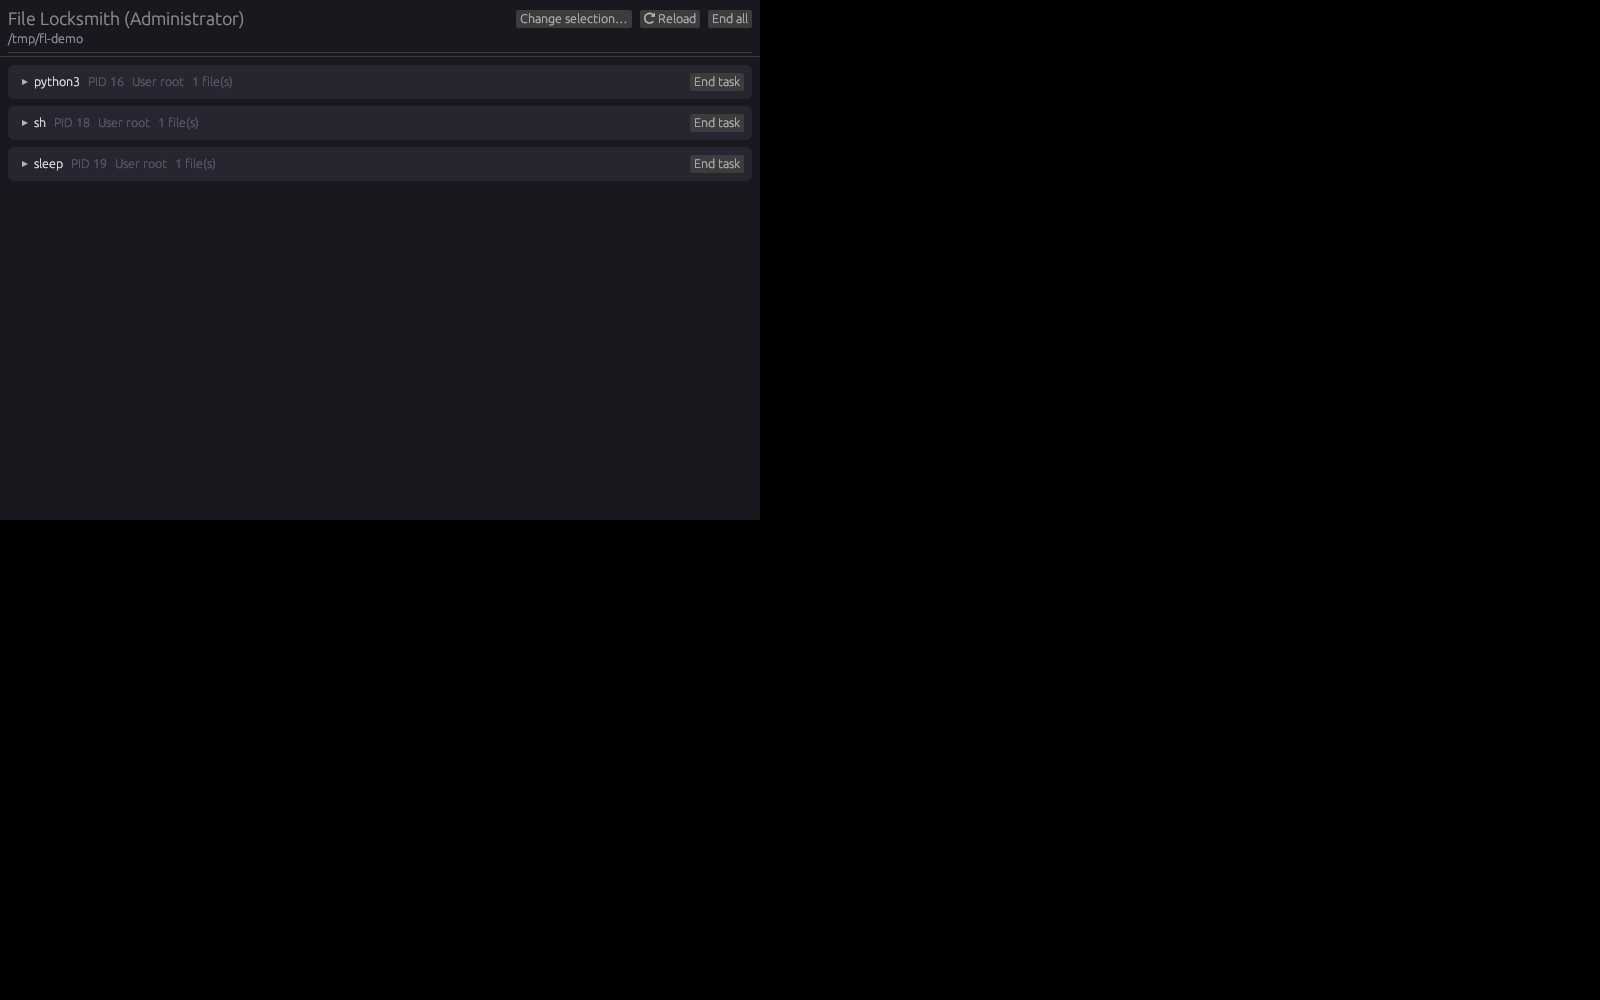 File Locksmith (Administrator)
Change selection... Reload End all
/tmp/fl-demo
python3 PID 16 User root 1 file(s) End task
sh PID 18 User root 1 file(s) End task
sleep PID 19 User root 1 file(s) End task